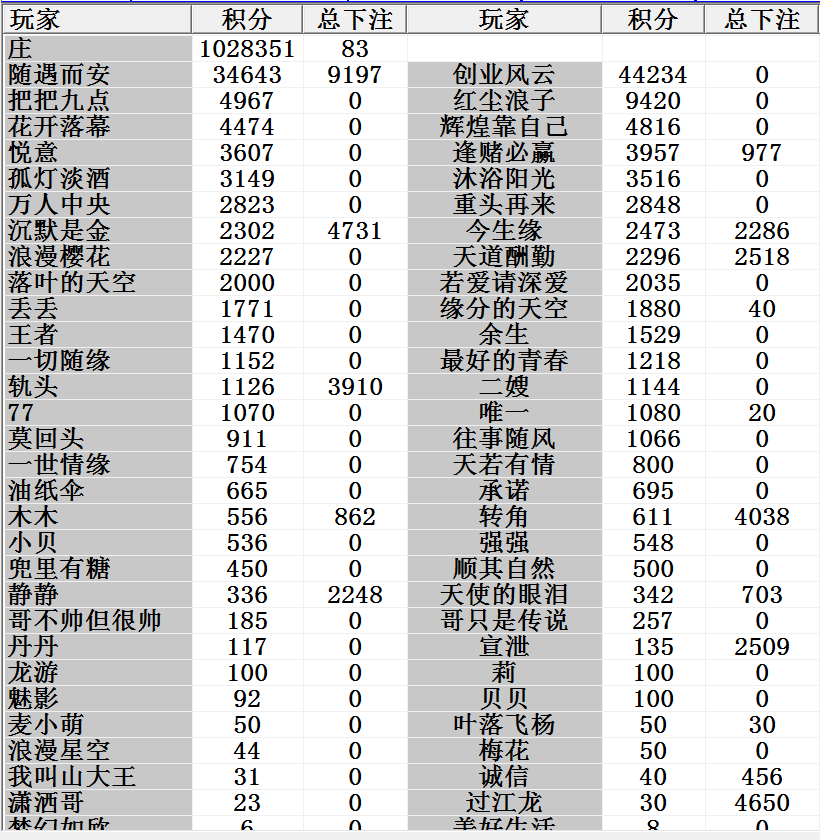 玩家 积分 总下注 玩家 积分 总下注
庄 1028351 83
随遇而安 34643 9197 创业风云 44234 0
把把九点 4967 0 红尘浪子 9420 0
花开落幕 4474 0 辉煌靠自己 4816 0
悦意 3607 0 逢赌必赢 3957 977
孤灯淡酒 3149 0 沐浴阳光 3516 0
万人中央 2823 0 重头再来 2848 0
沉默是金 2302 4731 今生缘 2473 2286
浪漫樱花 2227 0 天道酬勤 2296 2518
落叶的天空 2000 0 若爱请深爱 2035 0
丢丢 1771 0 缘分的天空 1880 40
王者 1470 0 余生 1529 0
一切随缘 1152 0 最好的青春 1218 0
轨头 1126 3910 二嫂 1144 0
77 1070 0 唯一 1080 20
莫回头 911 0 往事随风 1066 0
一世情缘 754 0 天若有情 800 0
油纸伞 665 0 承诺 695 0
木木 556 862 转角 611 4038
小贝 536 0 强强 548 0
兜里有糖 450 0 顺其自然 500 0
静静 336 2248 天使的眼泪 342 703
哥不帅但很帅 185 0 哥只是传说 257 0
丹丹 117 0 宣泄 135 2509
龙游 100 0 莉 100 0
魅影 92 0 贝贝 100 0
麦小萌 50 0 叶落飞杨 50 30
浪漫星空 44 0 梅花 50 0
我叫山大王 31 0 诚信 40 456
潇洒哥 23 0 过江龙 30 4650
梦幻如欣 6 0 美好生活 8 0